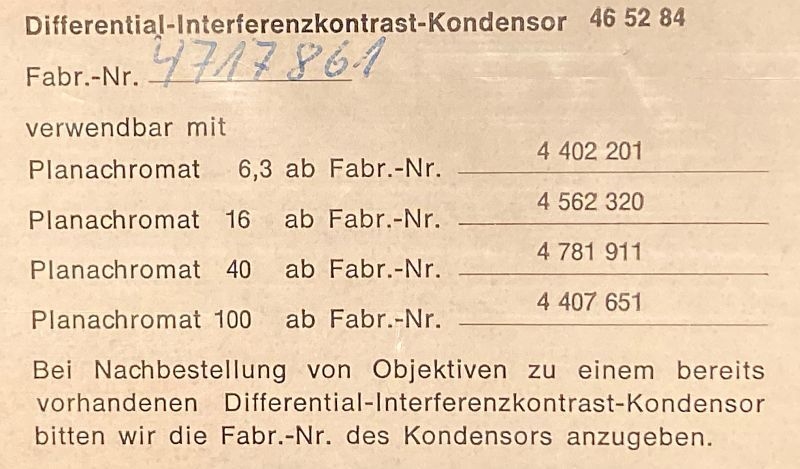 Differential-Interferenzkontrast-Kondensor 46 52 84
Fabr.-Nr. 4717861
verwendbar mit
Planachromat 6,3 ab Fabr.-Nr. 4 402 201
Planachromat 16 ab Fabr.-Nr. 4 562 320
Planachromat 40 ab Fabr.-Nr. 4 781 911
Planachromat 100 ab Fabr.-Nr. 4 407 651
Bei Nachbestellung von Objektiven zu einem bereits
vorhandenen Differential-Interferenzkontrast-Kondensor
bitten wir die Fabr.-Nr. des Kondensors anzugeben.